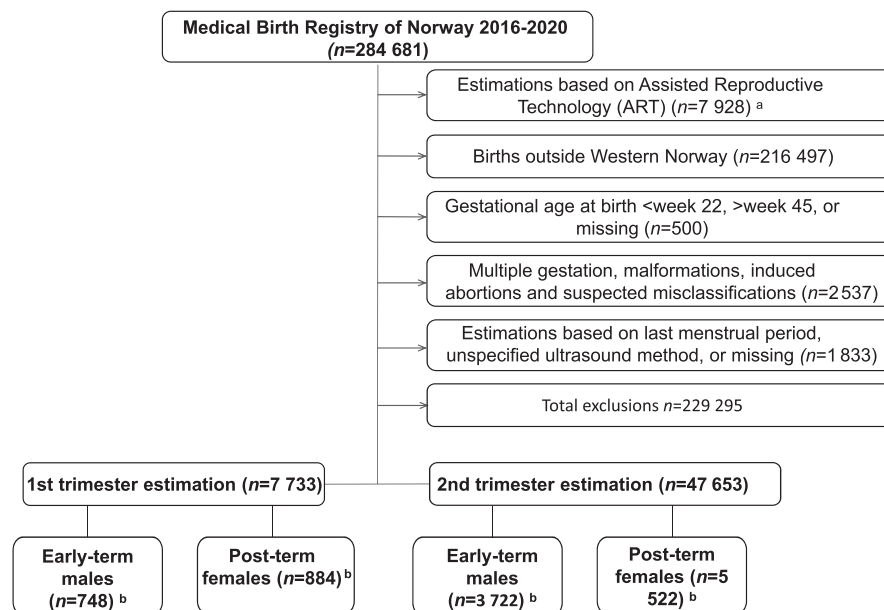 Medical Birth Registry of Norway 2016-2020
(n=284 681)
Estimations based on Assisted Reproductive
Technology (ART) (n=7 928) a
Births outside Western Norway (n=216 497)
Gestational age at birth <week 22, >week 45, or
missing (n=500)
Multiple gestation, malformations, induced
abortions and suspected misclassifications (n=2 537)
Estimations based on last menstrual period,
unspecified ultrasound method, or missing (n=1 833)
Total exclusions n=229 295
1st trimester estimation (n=7 733)
2nd trimester estimation (n=47 653)
Early-term
males
(n=748) b
Post-term
females (n=884) b
Early-term
males
(n=3 722) b
Post-term
females (n=5
522) b